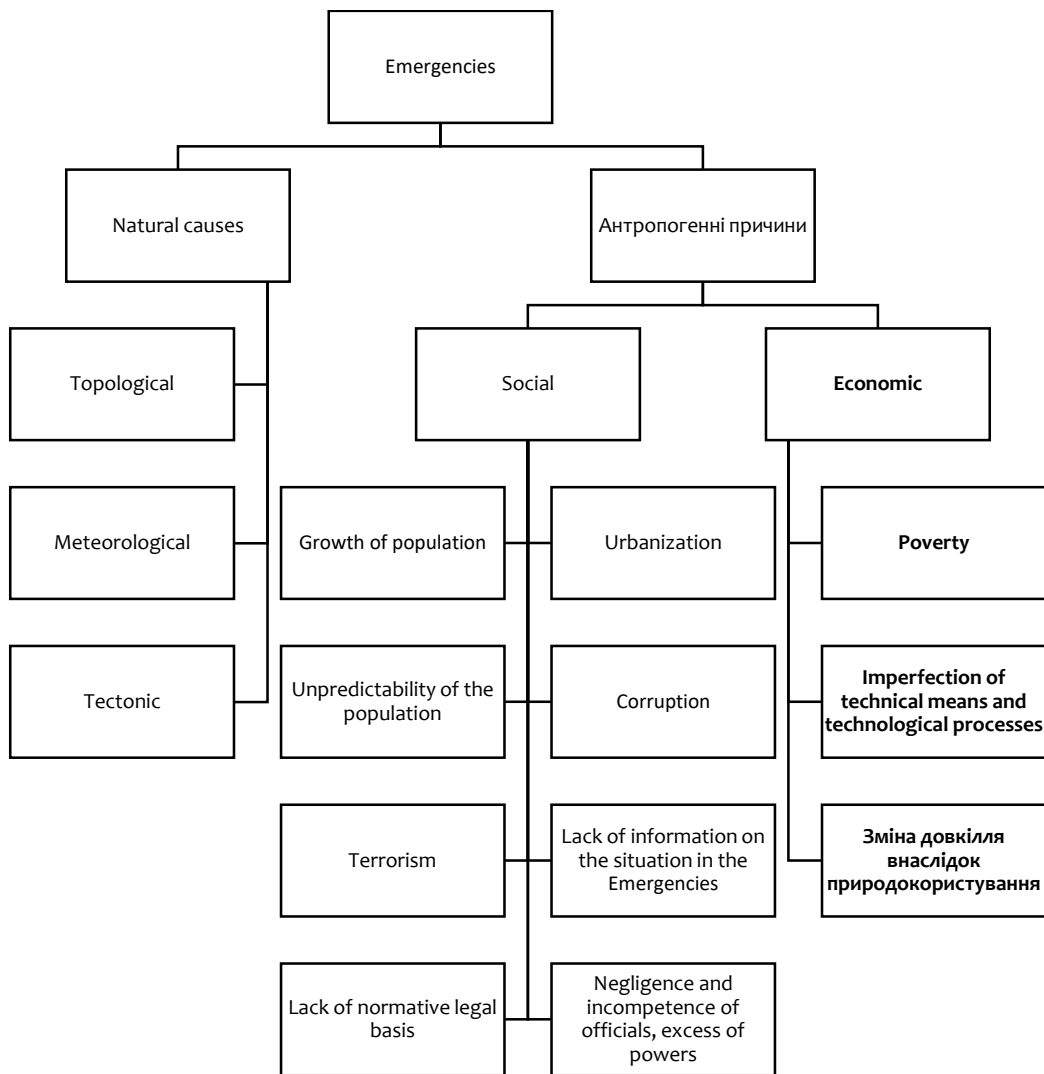 Emergencies
Natural causes
Антропогенні причини
Topological
Social
Economic
Meteorological
Growth of population
Urbanization
Poverty
Tectonic
Unpredictability of the
population
Corruption
Imperfection of
technical means and
technological processes
Terrorism
Lack of information on
the situation in the
Emergencies
Зміна довкілля
внаслідок
природокористування
Lack of normative legal
basis
Negligence and
incompetence of
officials, excess of
powers